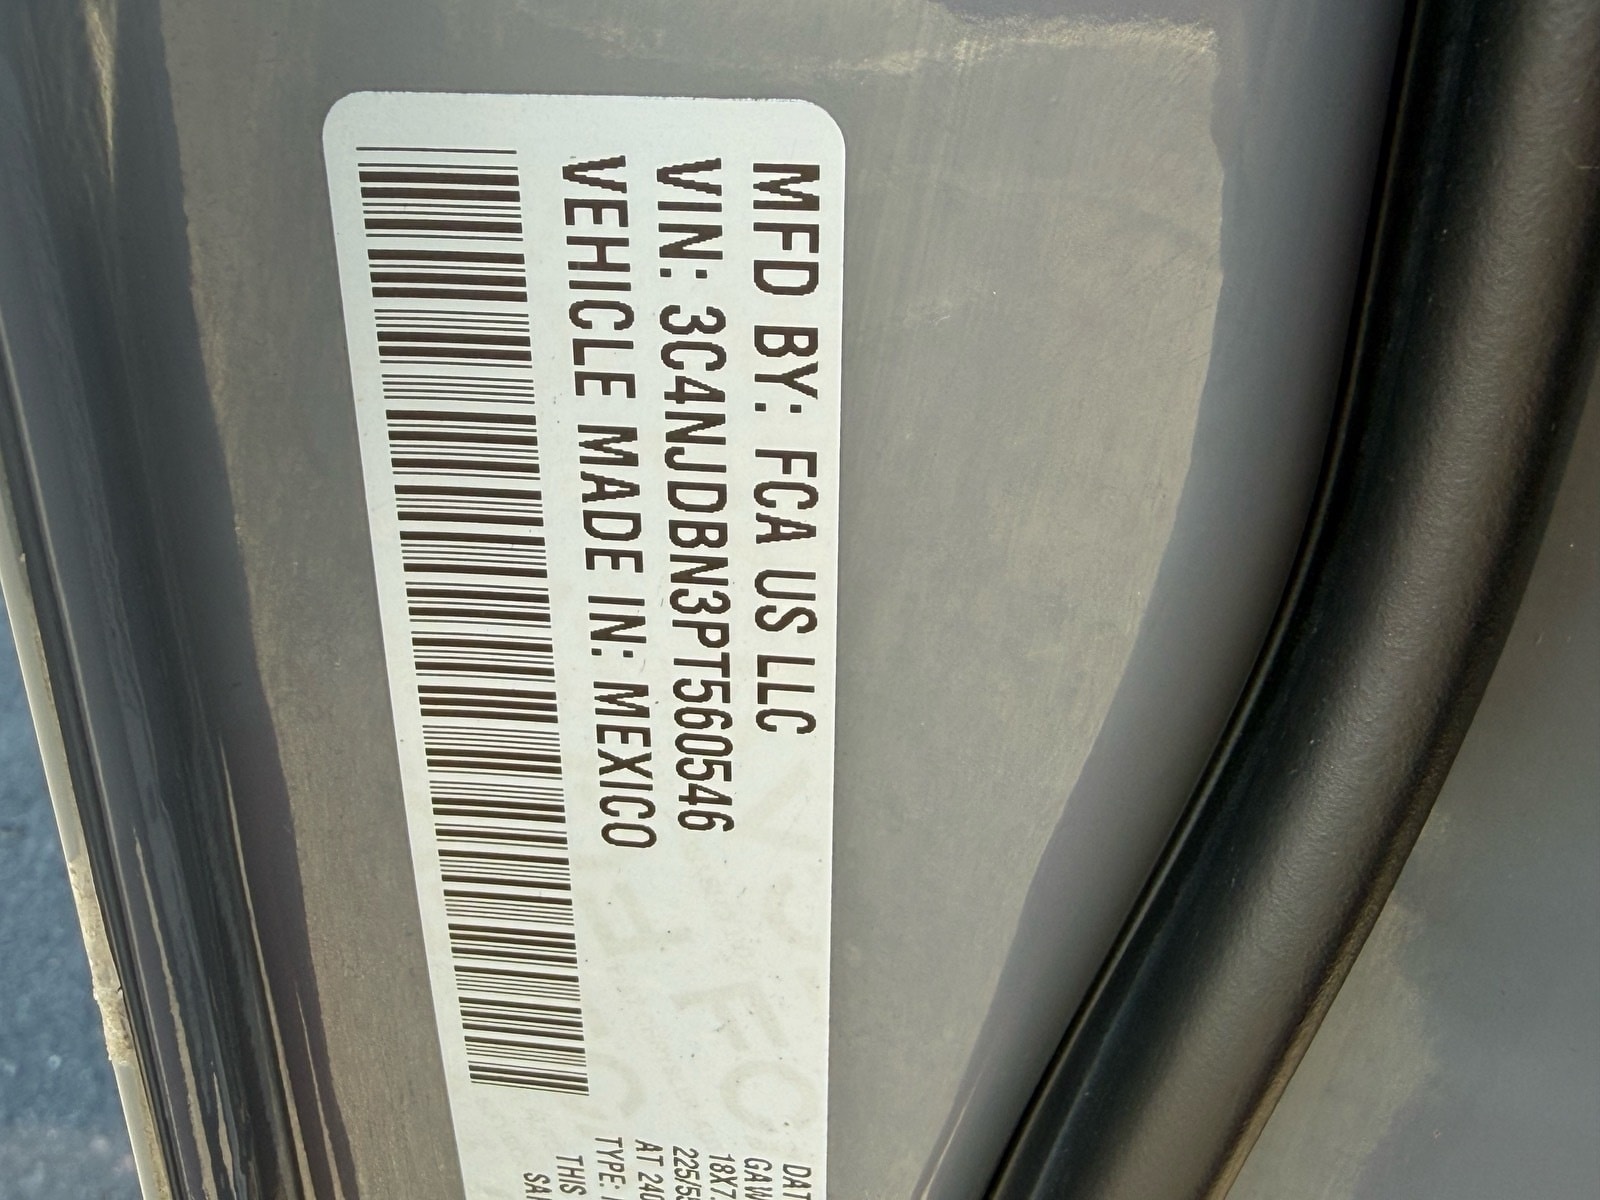 MFD BY: FCA US LLC
VIN: 3C4NJDBN3PT560546
VEHICLE MADE IN: MEXICO